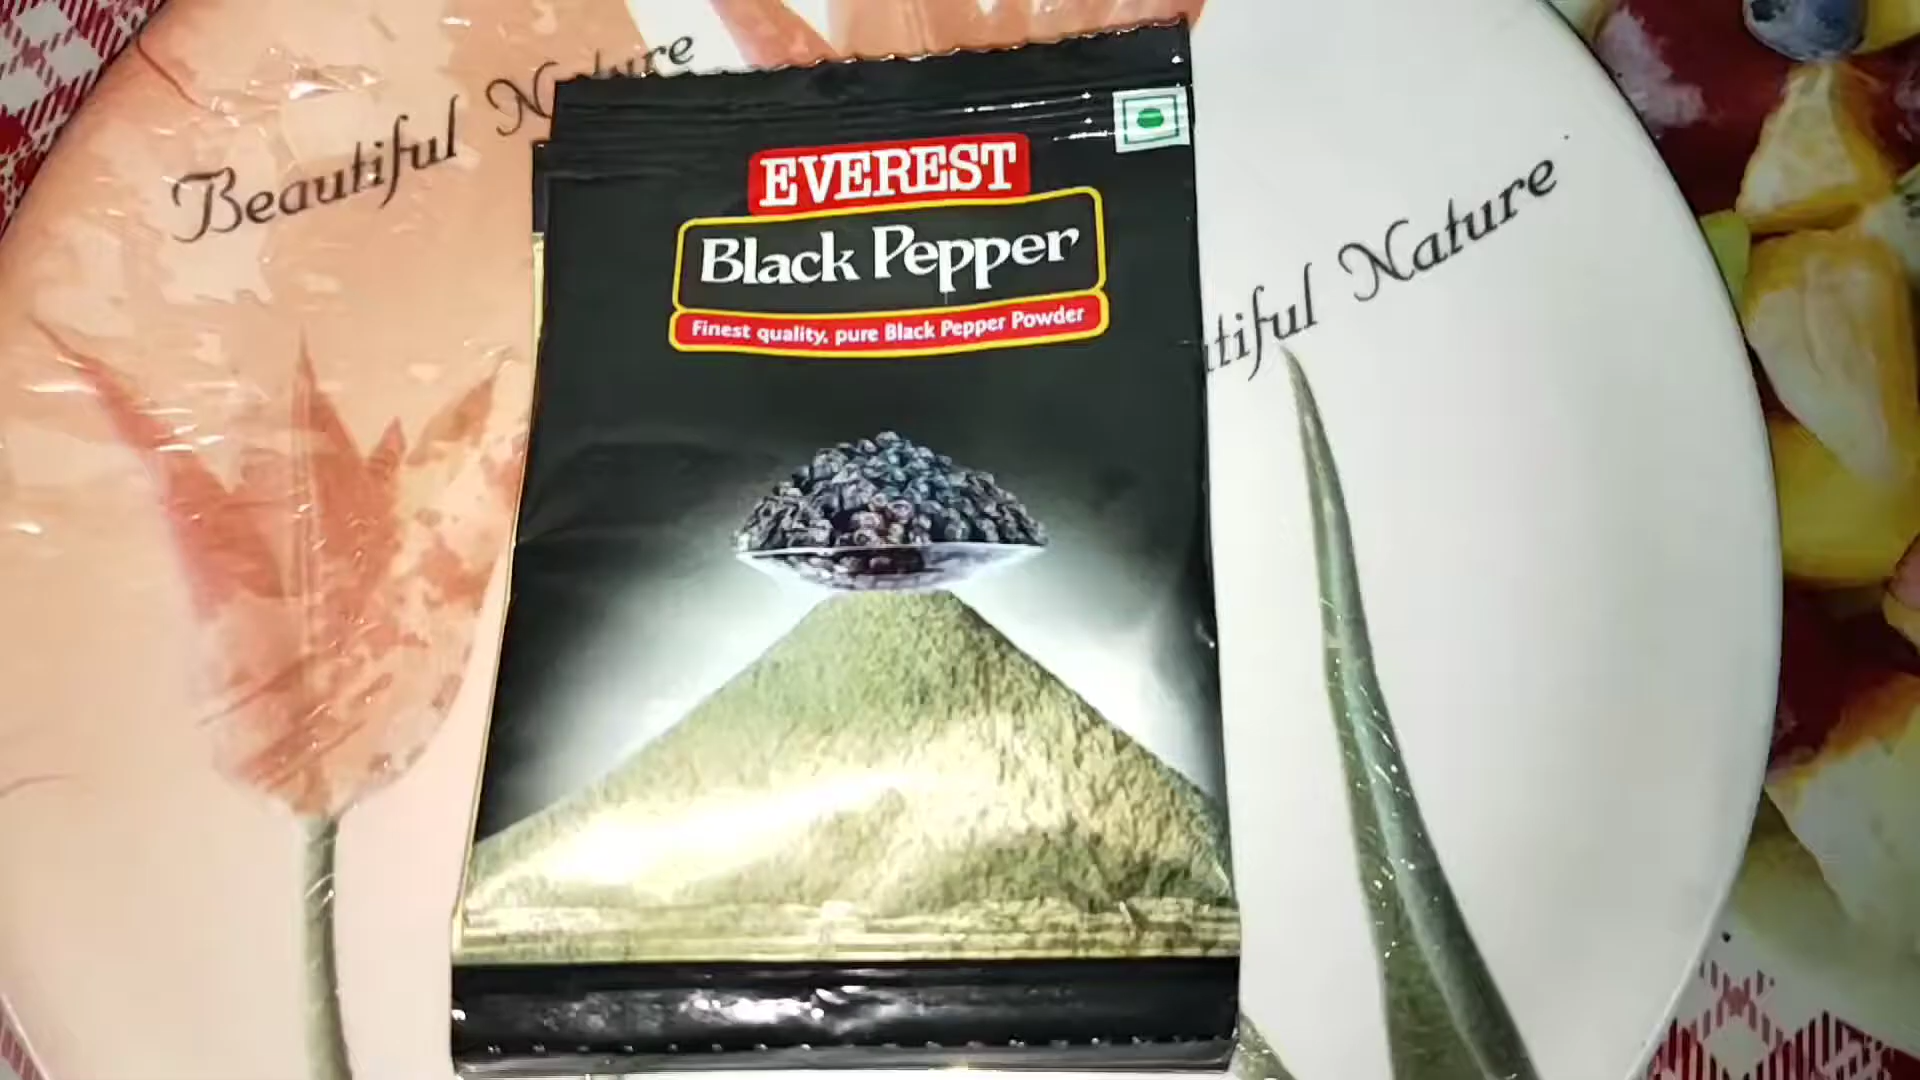 Beautiful Nature
EVEREST
Black Pepper
Finest quality, pure Black Pepper Powder
tiful Nature